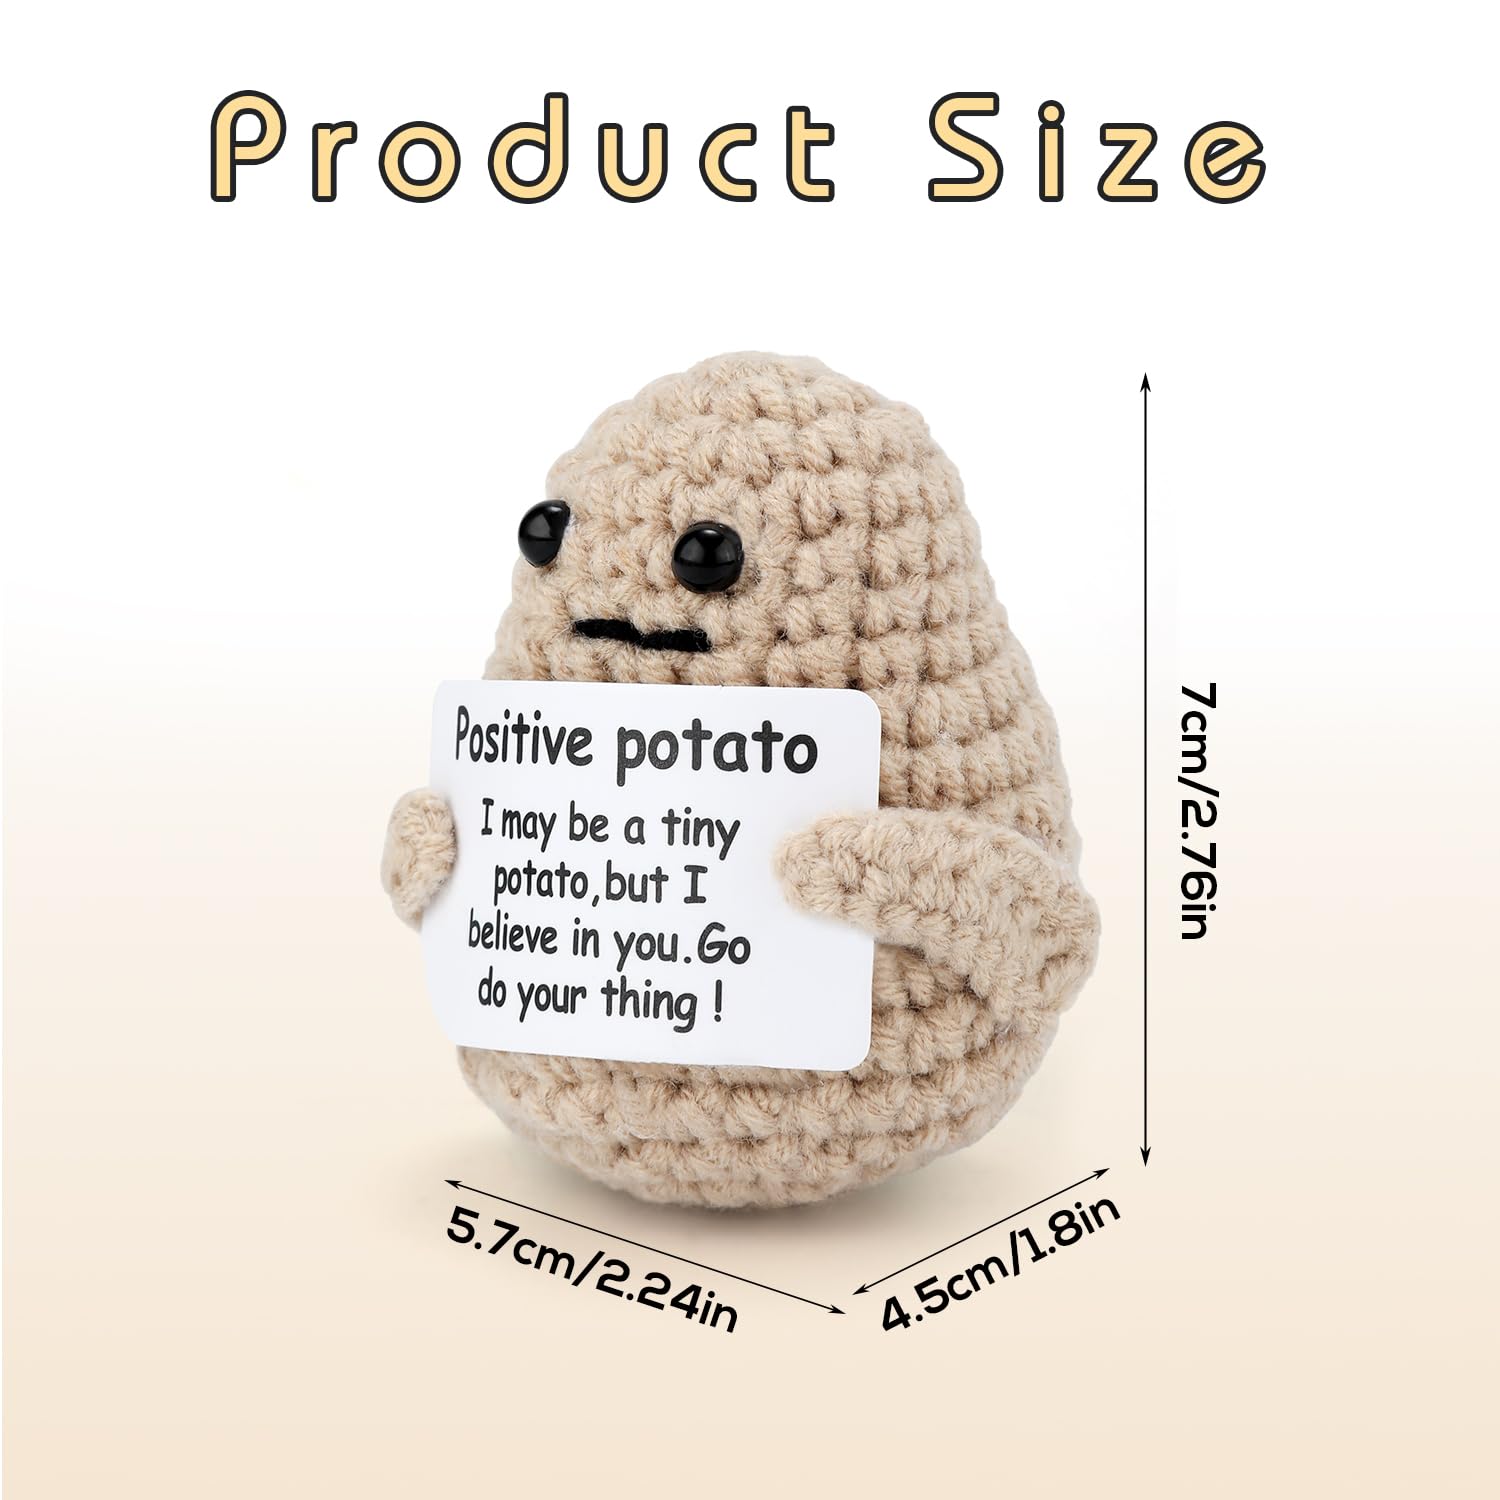 Product Size
Positive potato
I may be a tiny
potato,but I
believe in you.Go
do your thing !
7cm/2.76in
5.7cm/2.24in
4.5cm/1.8in